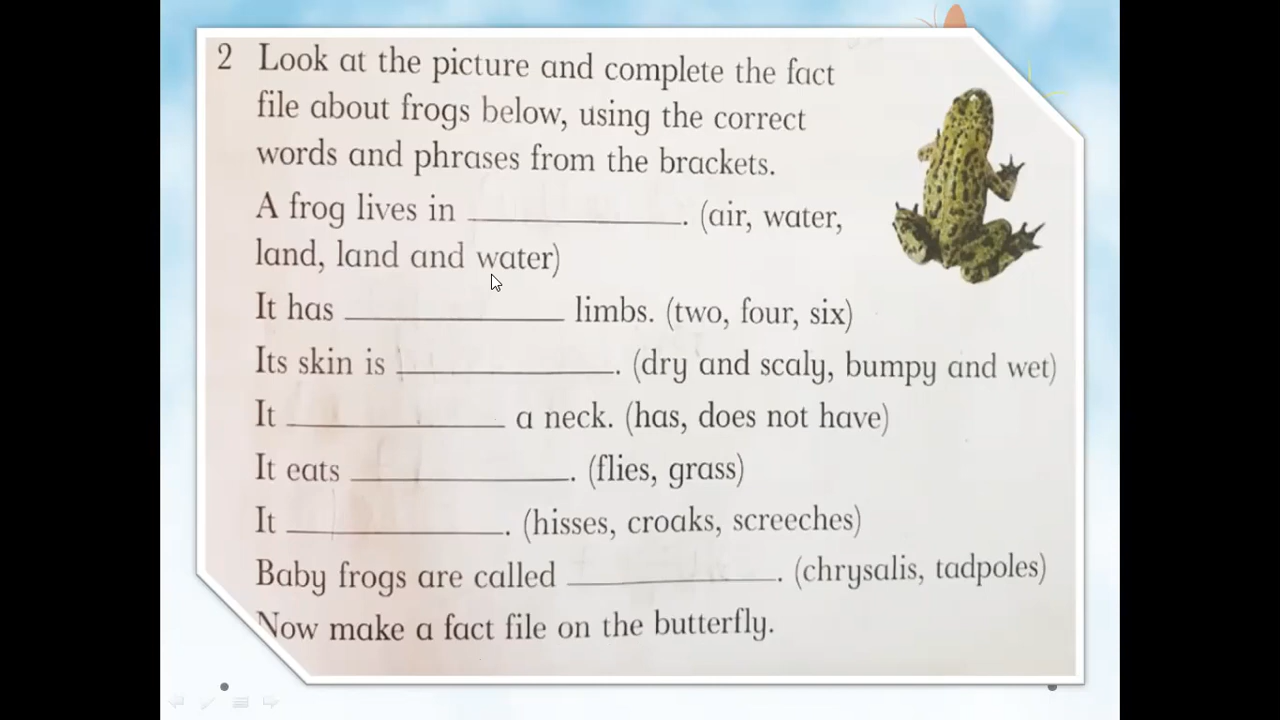 2 Look at the picture and complete the fact
file about frogs below, using the correct
words and phrases from the brackets.
A frog lives in ____________. (air, water,
land, land and water)
It has ____________ limbs. (two, four, six)
Its skin is ____________. (dry and scaly, bumpy and wet)
It ____________ a neck. (has, does not have)
It eats ____________. (flies, grass)
It ____________. (hisses, croaks, screeches)
Baby frogs are called ____________. (chrysalis, tadpoles)
Now make a fact file on the butterfly.